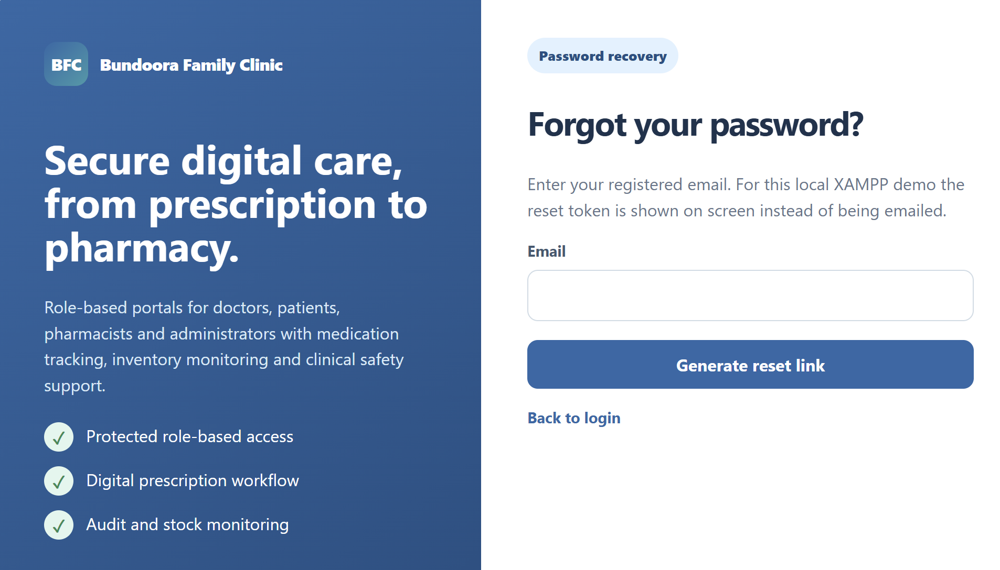 BFC
Bundoora Family Clinic
Secure digital care,
from prescription to
pharmacy.
Role-based portals for doctors, patients,
pharmacists and administrators with medication
tracking, inventory monitoring and clinical safety
support.
✓ Protected role-based access
✓ Digital prescription workflow
✓ Audit and stock monitoring
Password recovery
Forgot your password?
Enter your registered email. For this local XAMPP demo the
reset token is shown on screen instead of being emailed.
Email
Generate reset link
Back to login